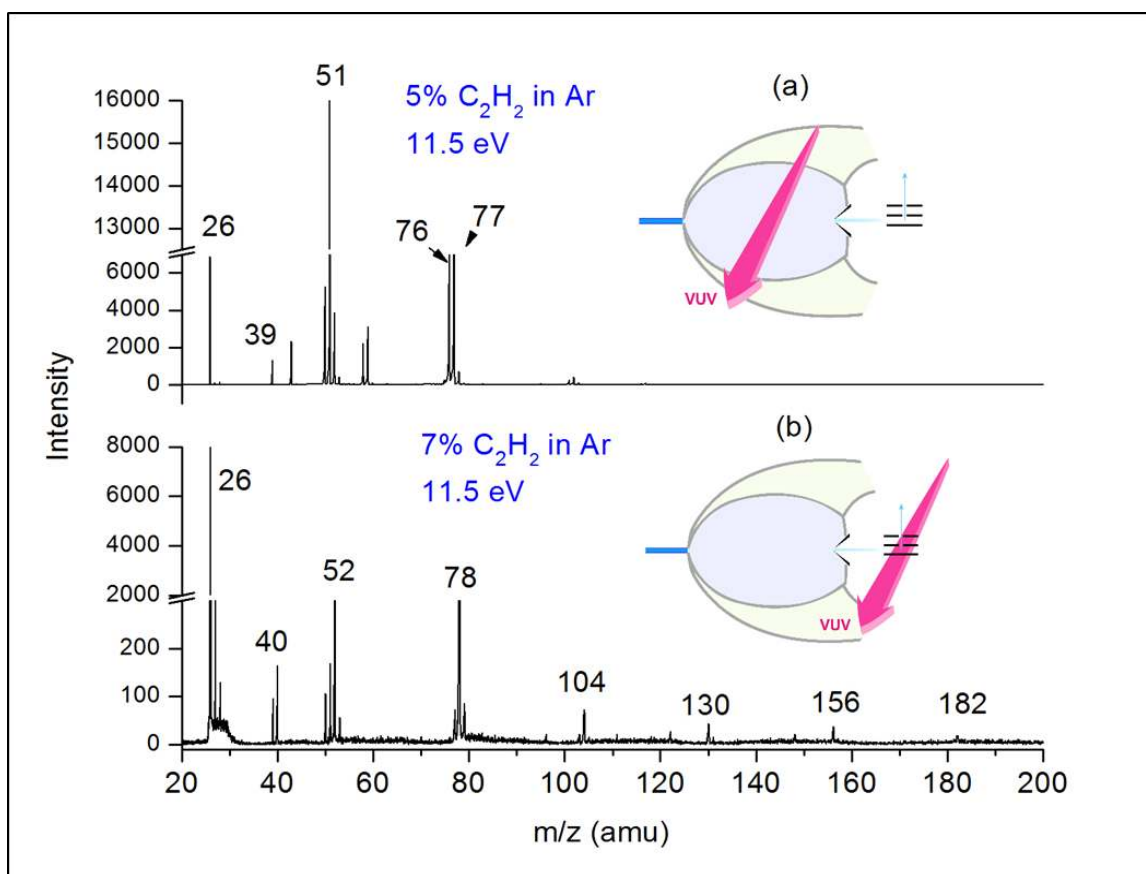 51
(a)
16000
5% C₂H₂ in Ar
15000
11.5 eV
14000
13000
26
76
77
6000
4000
39
VUV
2000
0
Intensity
(b)
8000
7% C₂H₂ in Ar
26
11.5 eV
6000
4000
52
78
2000
VUV
200
40
100
104
130
156
182
0
20 40 60 80 100 120 140 160 180 200
m/z (amu)